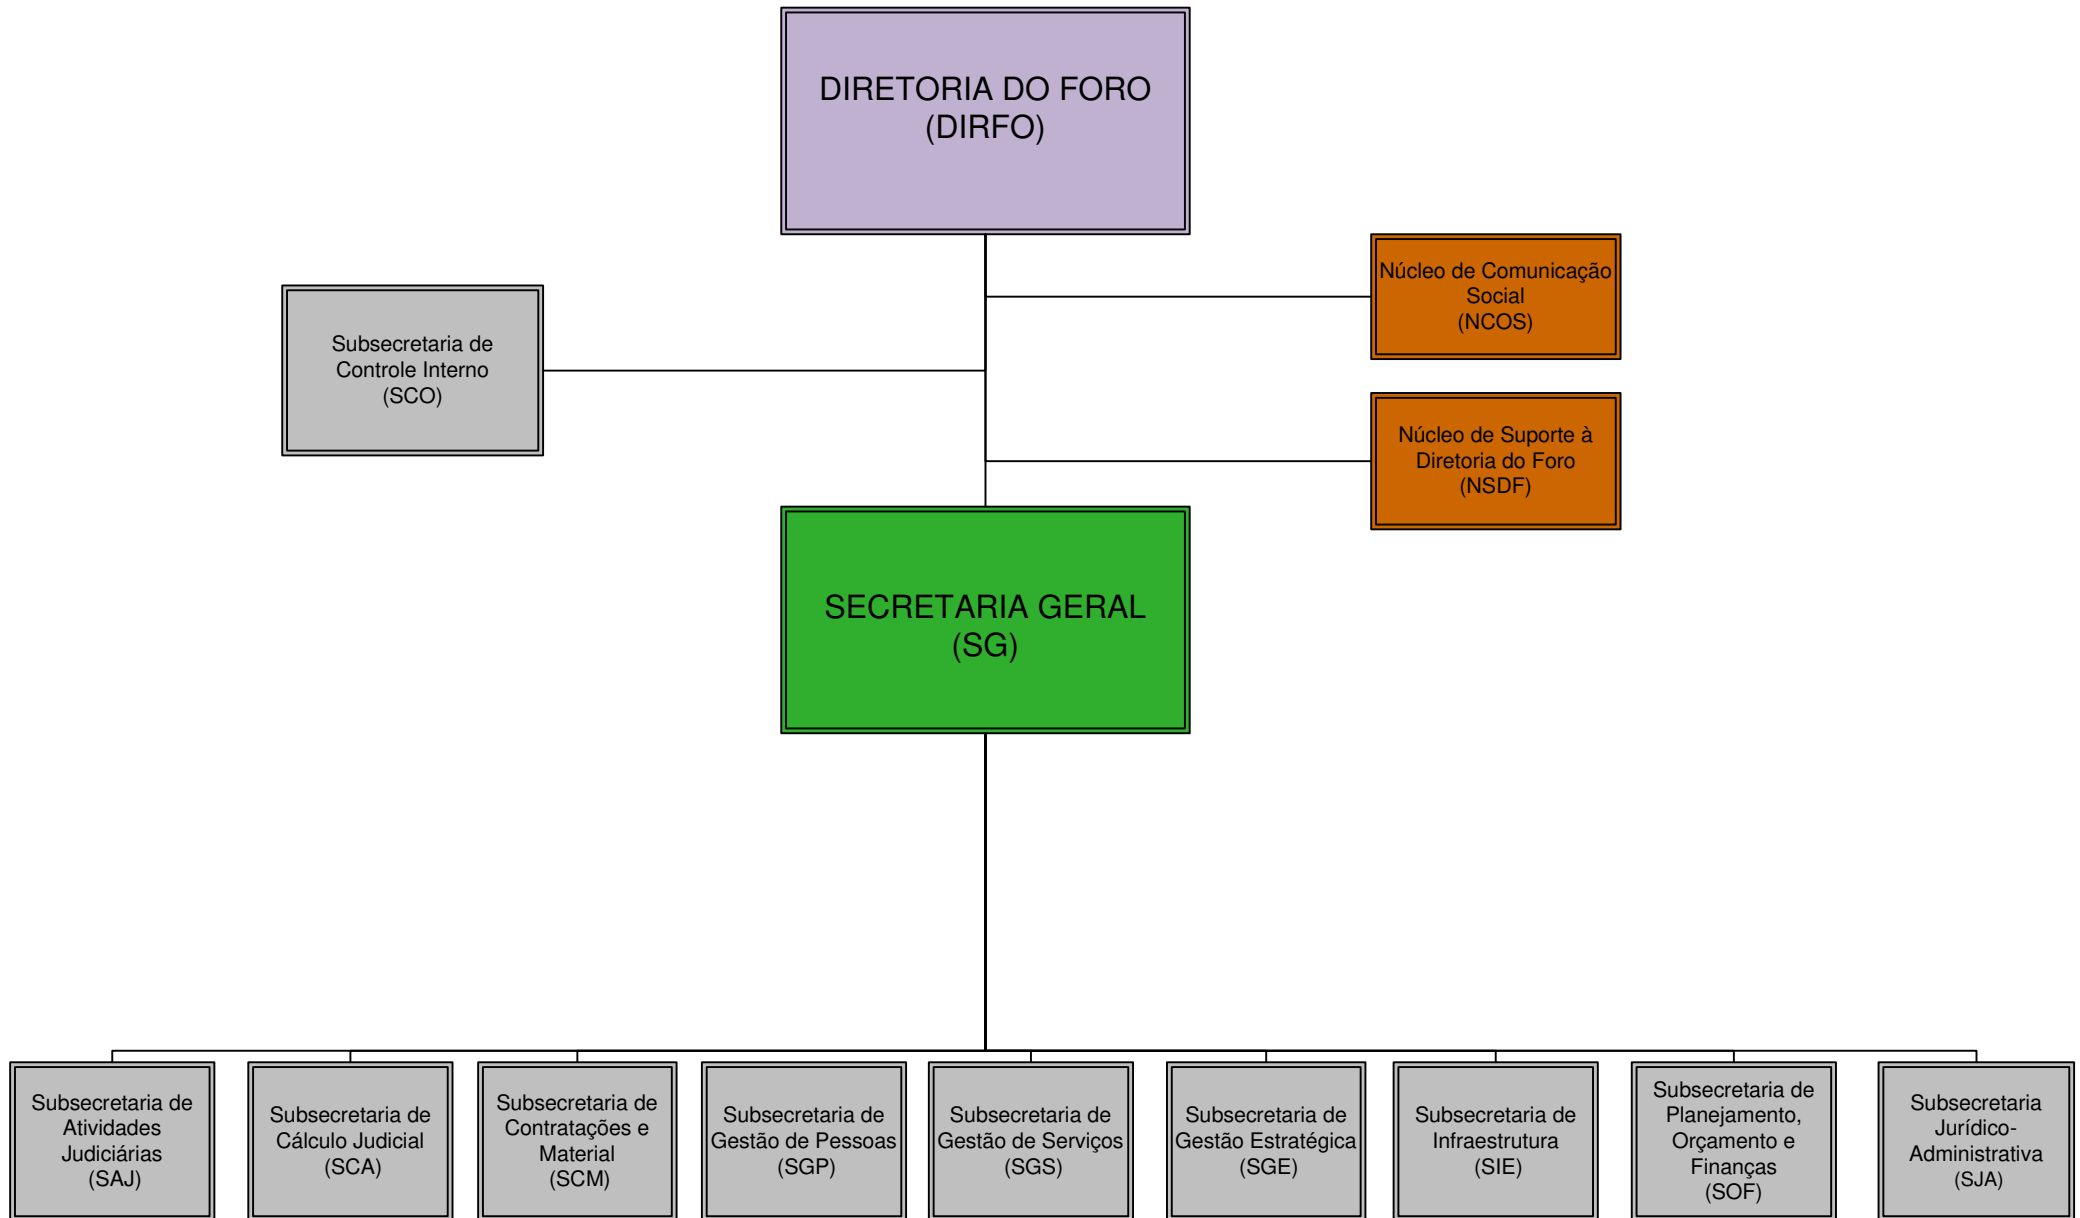 DIRETORIA DO FORO
(DIRFO)
Núcleo de Comunicação
Social
(NCOS)
Subsecretaria de
Controle Interno
(SCO)
Núcleo de Suporte à
Diretoria do Foro
(NSDF)
SECRETARIA GERAL
(SG)
Subsecretaria de
Atividades
Judiciárias
(SAJ)
Subsecretaria de
Cálculo Judicial
(SCA)
Subsecretaria de
Contratações e
Material
(SCM)
Subsecretaria de
Gestão de Pessoas
(SGP)
Subsecretaria de
Gestão de Serviços
(SGS)
Subsecretaria de
Gestão Estratégica
(SGE)
Subsecretaria de
Infraestrutura
(SIE)
Subsecretaria de
Planejamento,
Orçamento e
Finanças
(SOF)
Subsecretaria
Jurídico-
Administrativa
(SJA)